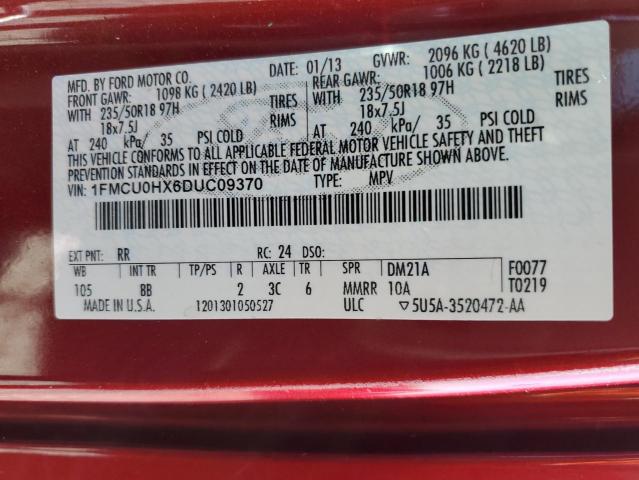 MFD. BY FORD MOTOR CO.
DATE: 01/13 GVWR: 2096 KG ( 4620 LB)
FRONT GAWR: 1098 KG ( 2420 LB) REAR GAWR: 1006 KG ( 2218 LB)
WITH 235/50R18 97H TIRES WITH 235/50R18 97H TIRES
18x7.5J RIMS 18x7.5J RIMS
AT 240 kPa/ 35 PSI COLD AT 240 kPa/ 35 PSI COLD
THIS VEHICLE CONFORMS TO ALL APPLICABLE FEDERAL MOTOR VEHICLE SAFETY AND THEFT
PREVENTION STANDARDS IN EFFECT ON THE DATE OF MANUFACTURE SHOWN ABOVE.
VIN: 1FMCU0HX6DUC09370 TYPE: MPV
EXT PNT: RR RC: 24 DSO:
WB INT TR TP/PS R AXLE TR SPR DM21A F0077
105 BB 2 3C 6 MMRR 10A T0219
MADE IN U.S.A. 1201301050527 ULC ▽5U5A-3520472-AA